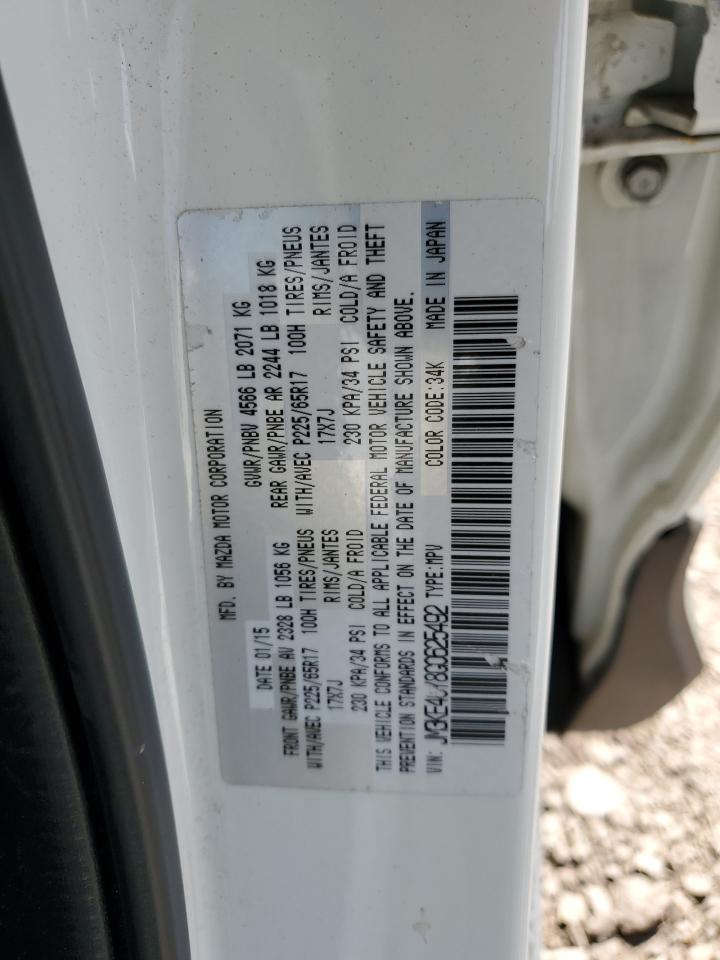 MFD. BY MAZDA MOTOR CORPORATION
DATE 01/15 GVWR/PNBV 4566 LB 2071 KG
FRONT GAWR/PNBE AV 2328 LB 1056 KG REAR GAWR/PNBE AR 2244 LB 1018 KG
WITH/AVEC P225/65R17 100H TIRES/PNEUS WITH/AVEC P225/65R17 100H TIRES/PNEUS
17X7J RIMS/JANTES 17X7J RIMS/JANTES
230 KPA/34 PSI COLD/A FROID 230 KPA/34 PSI COLD/A FROID
THIS VEHICLE CONFORMS TO ALL APPLICABLE FEDERAL MOTOR VEHICLE SAFETY AND THEFT
PREVENTION STANDARDS IN EFFECT ON THE DATE OF MANUFACTURE SHOWN ABOVE.
VIN: JM3KE4CY8G0625492 TYPE:MPV COLOR CODE:34K MADE IN JAPAN